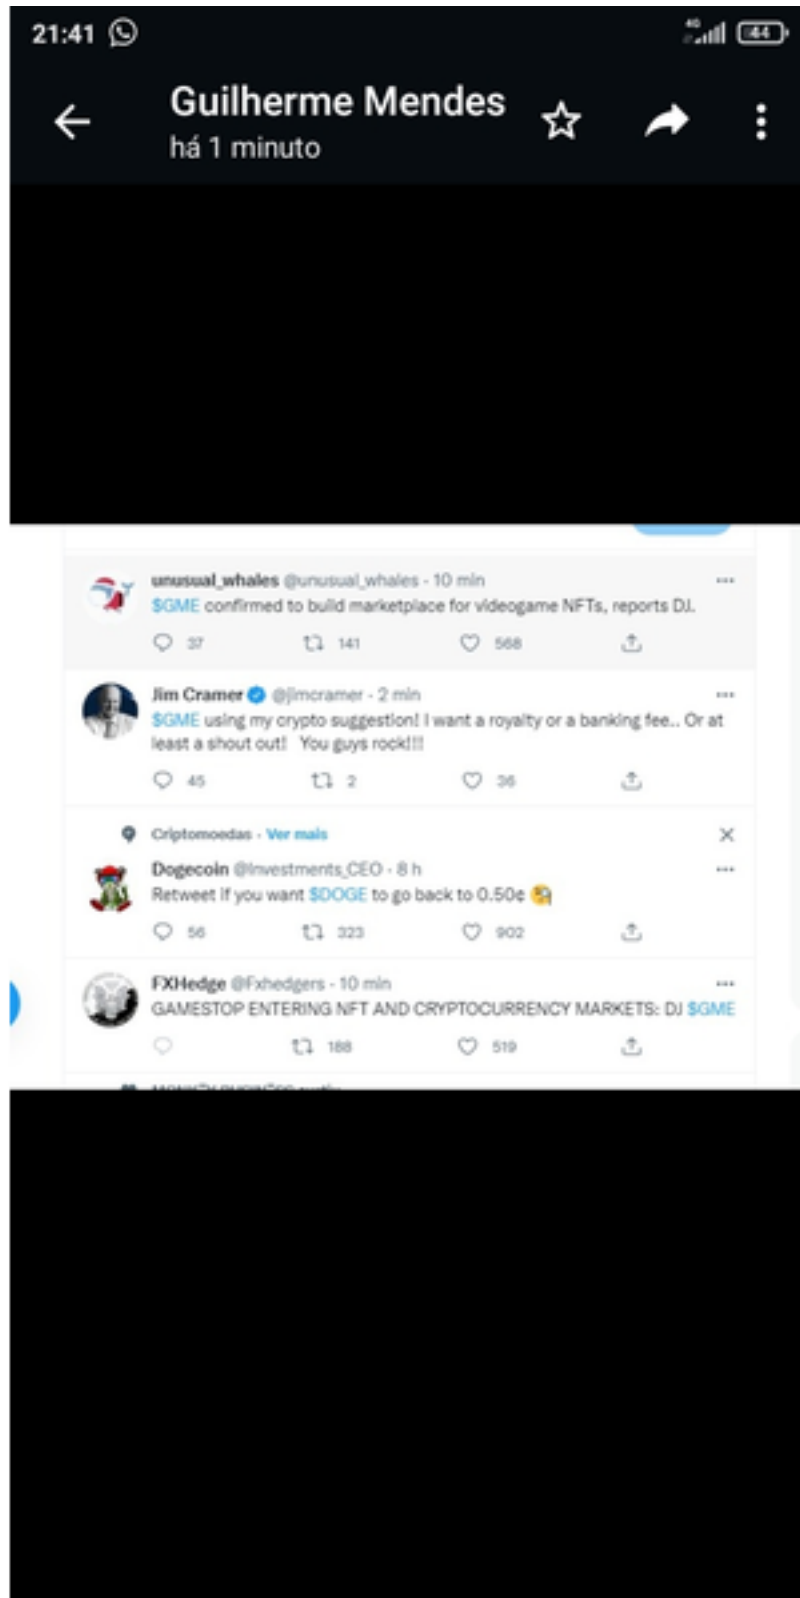 21:41
4G
44
Guilherme Mendes
há 1 minuto
unusual_whales @unusual_whales · 10 min
$GME confirmed to build marketplace for videogame NFTs, reports DJ.
37 141 568
Jim Cramer @jimcramer · 2 min
$GME using my crypto suggestion! I want a royalty or a banking fee.. Or at
least a shout out! You guys rock!!!
45 2 36
Criptomoedas · Ver mais
Dogecoin @Investments_CEO · 8 h
Retweet if you want $DOGE to go back to 0.50¢
56 323 902
FXHedge @Fxhedgers · 10 min
GAMESTOP ENTERING NFT AND CRYPTOCURRENCY MARKETS: DJ $GME
188 519